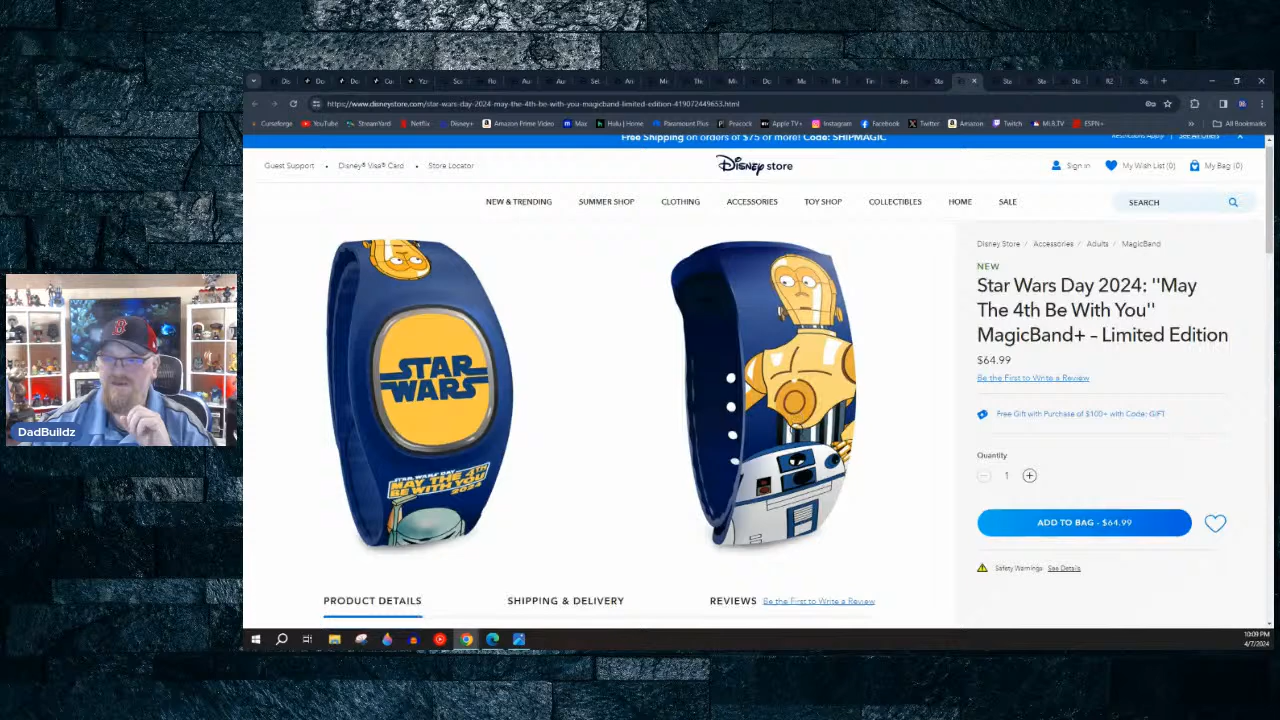 https://www.disneystore.com/star-wars-day-2024-may-the-4th-be-with-you-magicband-limited-edition-419072449653.html
Curseforge YouTube StreamYard Netflix Disney+ Amazon Prime Video Max Hulu | Home Paramount Plus Peacock Apple TV+ Instagram Facebook Twitter Amazon Twitch MLB.TV ESPN+ » All Bookmarks
Free Shipping on orders of $75 or more! Code: SHIPMAGIC
Guest Support • Disney® Visa® Card • Store Locator
Disney store
Sign in My Wish List (0) My Bag (0)
NEW & TRENDING SUMMER SHOP CLOTHING ACCESSORIES TOY SHOP COLLECTIBLES HOME SALE SEARCH
Disney Store / Accessories / Adults / MagicBand
NEW
Star Wars Day 2024: ''May
The 4th Be With You''
MagicBand+ – Limited Edition
$64.99
Be the First to Write a Review
Free Gift with Purchase of $100+ with Code: GIFT
Quantity
1
ADD TO BAG - $64.99
Safety Warnings: See Details
STAR
WARS
STAR WARS DAY
MAY THE 4TH
BE WITH YOU
2024
B
DadBuildz
PRODUCT DETAILS SHIPPING & DELIVERY REVIEWS Be the First to Write a Review
10:09 PM
4/7/2024